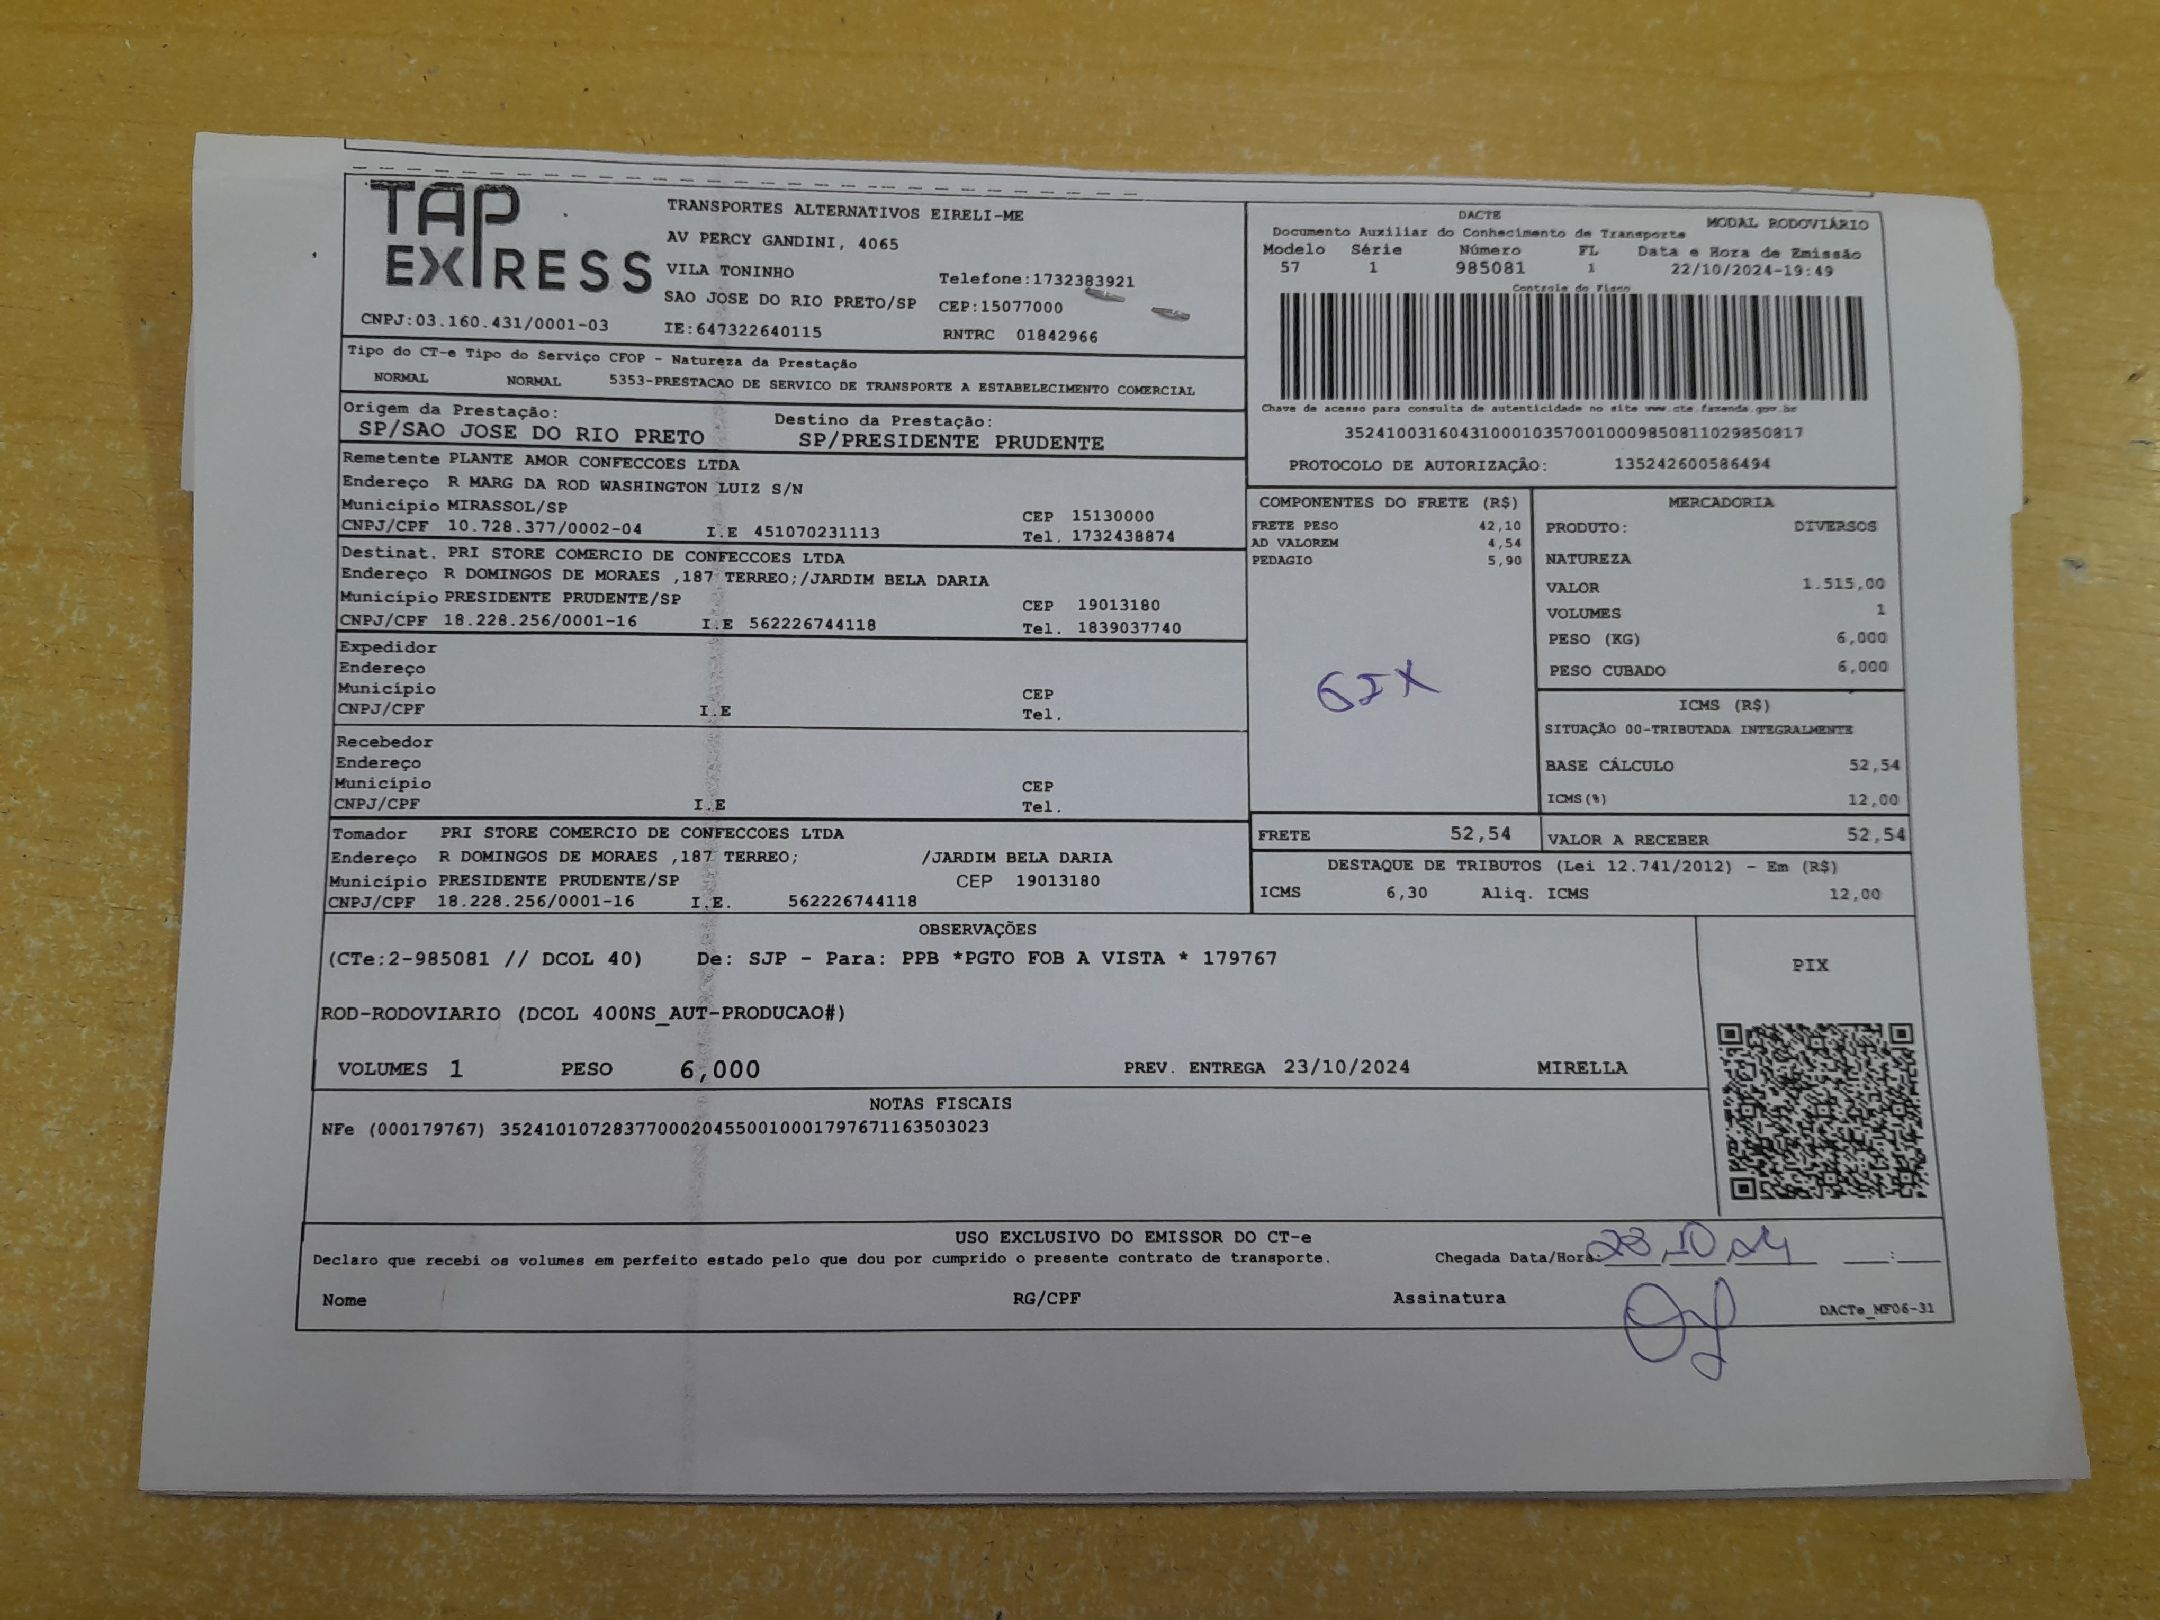 TAP EXPRESS
TRANSPORTES ALTERNATIVOS EIRELI-ME
AV PERCY GANDINI, 4065
VILA TONINHO Telefone:1732383921
SAO JOSE DO RIO PRETO/SP CEP:15077000
CNPJ:03.160.431/0001-03 IE:647322640115 RNTRC 01842966
DACTE MODAL RODOVIÁRIO
Documento Auxiliar do Conhecimento de Transporte
Modelo Série Número FL Data e Hora de Emissão
57 1 985081 1 22/10/2024-19:49
Controle do Fisco
Chave de acesso para consulta de autenticidade no site www.cte.fazenda.gov.br
35241003160431000103570010009850811029850817
PROTOCOLO DE AUTORIZAÇÃO: 135242600586494
Tipo do CT-e Tipo do Serviço CFOP - Natureza da Prestação
NORMAL NORMAL 5353-PRESTACAO DE SERVICO DE TRANSPORTE A ESTABELECIMENTO COMERCIAL
Origem da Prestação: Destino da Prestação:
SP/SAO JOSE DO RIO PRETO SP/PRESIDENTE PRUDENTE
Remetente PLANTE AMOR CONFECCOES LTDA
Endereço R MARG DA ROD WASHINGTON LUIZ S/N
Município MIRASSOL/SP CEP 15130000
CNPJ/CPF 10.728.377/0002-04 I.E 451070231113 Tel. 1732438874
Destinat. PRI STORE COMERCIO DE CONFECCOES LTDA
Endereço R DOMINGOS DE MORAES ,187 TERREO;/JARDIM BELA DARIA
Município PRESIDENTE PRUDENTE/SP CEP 19013180
CNPJ/CPF 18.228.256/0001-16 I.E 562226744118 Tel. 1839037740
Expedidor
Endereço
Município CEP
CNPJ/CPF I.E Tel.
Recebedor
Endereço
Município CEP
CNPJ/CPF I.E Tel.
Tomador PRI STORE COMERCIO DE CONFECCOES LTDA
Endereço R DOMINGOS DE MORAES ,187 TERREO; /JARDIM BELA DARIA
Município PRESIDENTE PRUDENTE/SP CEP 19013180
CNPJ/CPF 18.228.256/0001-16 I.E. 562226744118
COMPONENTES DO FRETE (R$)
FRETE PESO 42,10
AD VALOREM 4,54
PEDAGIO 5,90
FRETE 52,54
MERCADORIA
PRODUTO: DIVERSOS
NATUREZA
VALOR 1.515,00
VOLUMES 1
PESO (KG) 6,000
PESO CUBADO 6,000
ICMS (R$)
SITUAÇÃO 00-TRIBUTADA INTEGRALMENTE
BASE CÁLCULO 52,54
ICMS(%) 12,00
VALOR A RECEBER 52,54
DESTAQUE DE TRIBUTOS (Lei 12.741/2012) - Em (R$)
ICMS 6,30 Aliq. ICMS 12,00
OBSERVAÇÕES
(CTe:2-985081 // DCOL 40) De: SJP - Para: PPB *PGTO FOB A VISTA * 179767
ROD-RODOVIARIO (DCOL 400NS_AUT-PRODUCAO#)
VOLUMES 1 PESO 6,000 PREV. ENTREGA 23/10/2024 MIRELLA
PIX
NOTAS FISCAIS
NFe (000179767) 35241010728377000204550010001797671163503023
USO EXCLUSIVO DO EMISSOR DO CT-e
Declaro que recebi os volumes em perfeito estado pelo que dou por cumprido o presente contrato de transporte. Chegada Data/Hora: 23 10 24 :
Nome RG/CPF Assinatura
DACTe_MF06-31